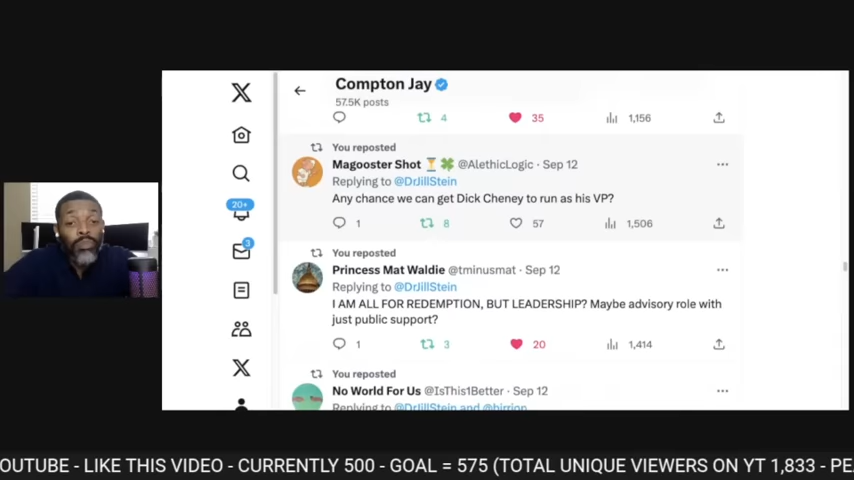 Compton Jay
57.5K posts
4 35 1,156
You reposted
Magooster Shot ⏳🍀 @AlethicLogic · Sep 12
Replying to @DrJillStein
Any chance we can get Dick Cheney to run as his VP?
1 8 57 1,506
20+
You reposted
3
Princess Mat Waldie @tminusmat · Sep 12
Replying to @DrJillStein
I AM ALL FOR REDEMPTION, BUT LEADERSHIP? Maybe advisory role with
just public support?
1 3 20 1,414
You reposted
No World For Us @IsThis1Better · Sep 12
Replying to @DrJillStein and @birrion
OUTUBE - LIKE THIS VIDEO - CURRENTLY 500 - GOAL = 575 (TOTAL UNIQUE VIEWERS ON YT 1,833 - PE